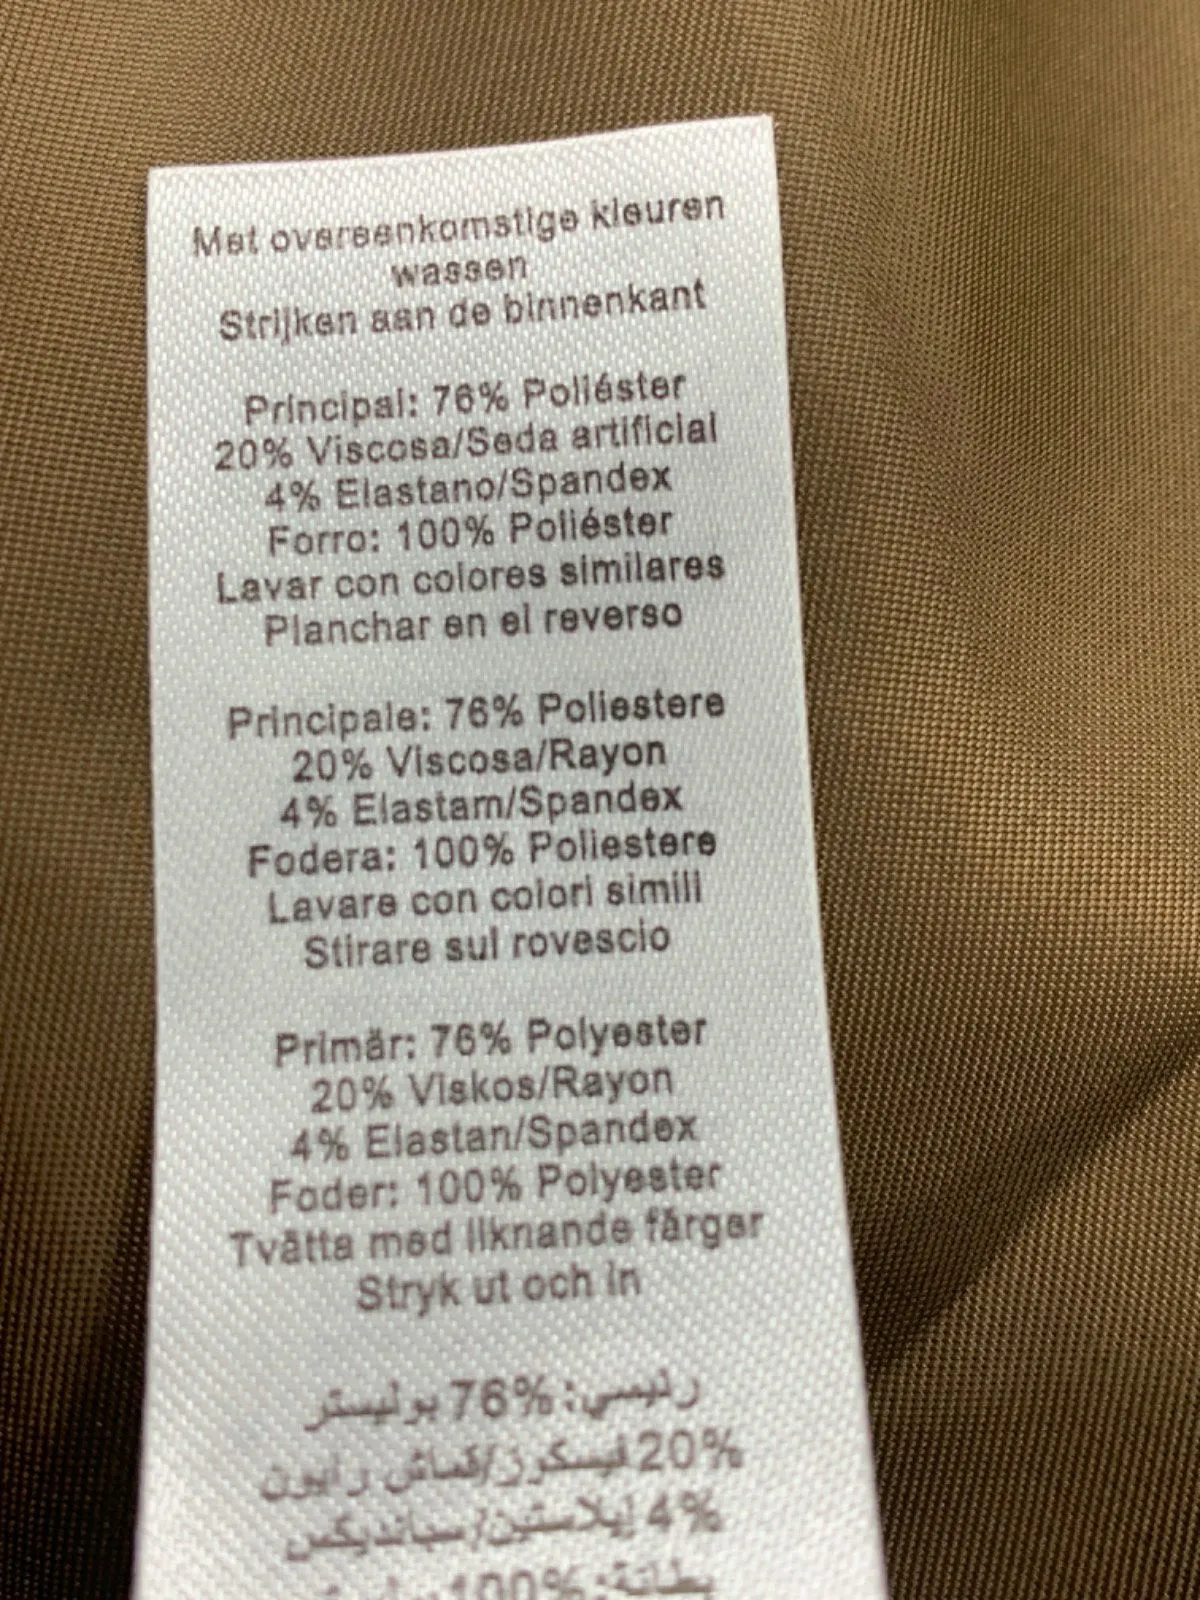 Met overeenkomstige kleuren
wassen
Strijken aan de binnenkant
Principal: 76% Poliéster
20% Viscosa/Seda artificial
4% Elastano/Spandex
Forro: 100% Poliéster
Lavar con colores similares
Planchar en el reverso
Principale: 76% Poliestere
20% Viscosa/Rayon
4% Elastam/Spandex
Fodera: 100% Poliestere
Lavare con colori simili
Stirare sul rovescio
Primär: 76% Polyester
20% Viskos/Rayon
4% Elastan/Spandex
Foder: 100% Polyester
Tvätta med liknande färger
Stryk ut och in
رئيسي: 76% بوليستر
20% فيسكوز/قماش رايون
4% إيلاستين/سبانديكس
بطانة: 100%